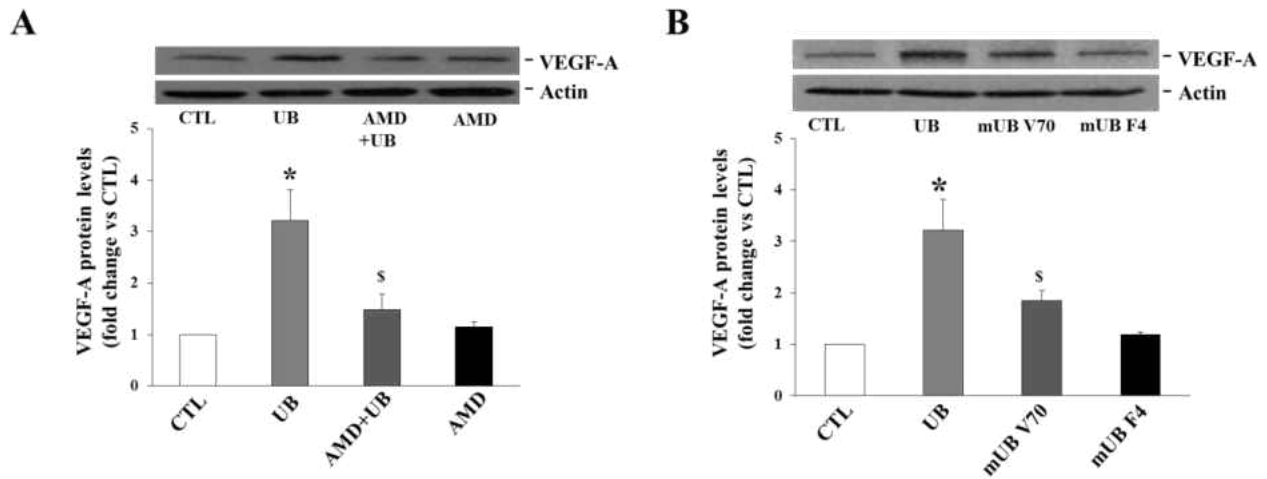 A
- VEGF-A
- Actin
CTL UB AMD AMD
+UB
VEGF-A protein levels
(fold change vs CTL)
5
4
3
2
1
0
*
$
CTL
UB
AMD+UB
AMD
B
- VEGF-A
- Actin
CTL UB mUB V70 mUB F4
VEGF-A protein levels
(fold change vs CTL)
5
4
3
2
1
0
*
$
CTL
UB
mUB V70
mUB F4